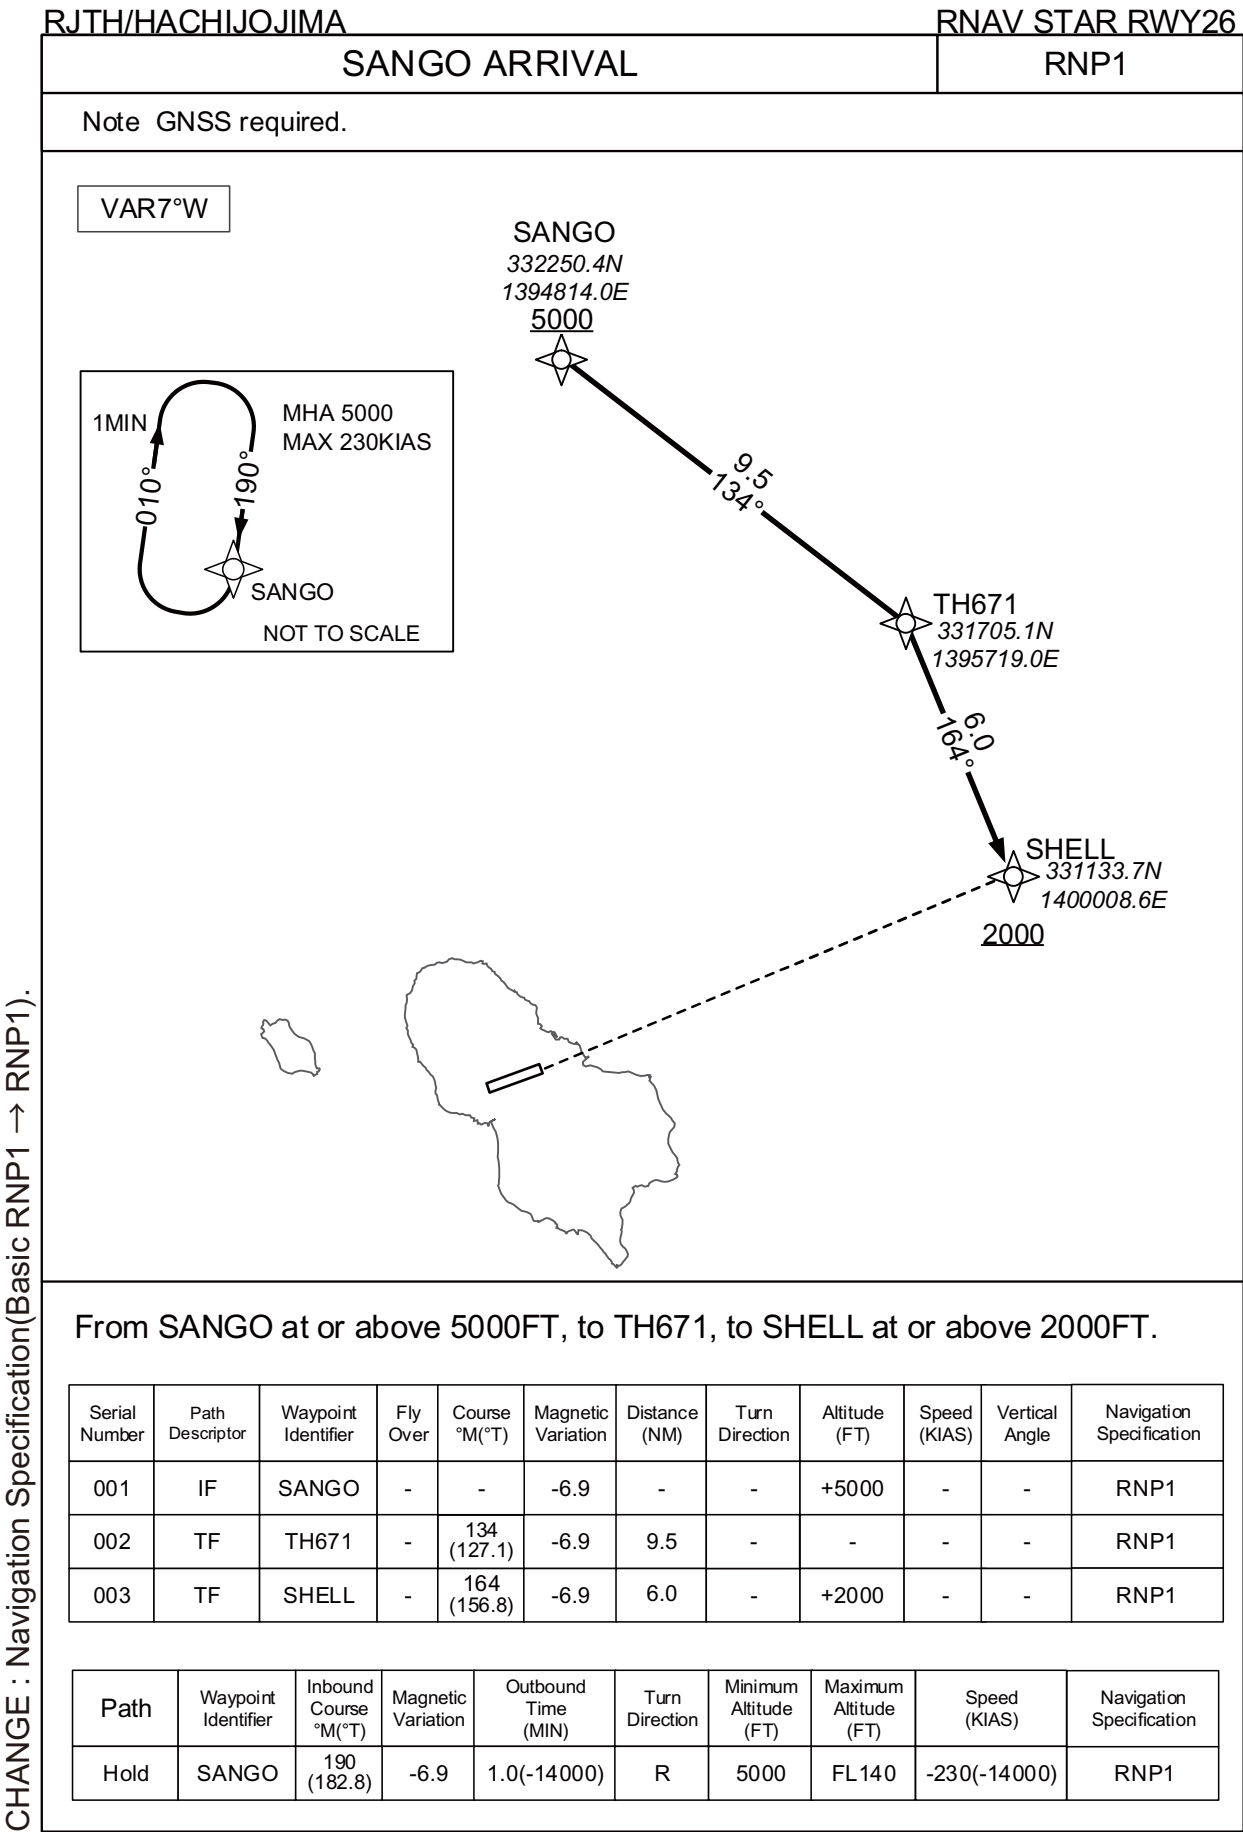 RJTH/HACHIJOJIMA
RNAV STAR RWY26
SANGO ARRIVAL
RNP1
Note GNSS required.
VAR7°W
SANGO
332250.4N
1394814.0E
5000
1MIN
MHA 5000
MAX 230KIAS
010°
190°
SANGO
NOT TO SCALE
9.5
134°
TH671
331705.1N
1395719.0E
6.0
164°
SHELL
331133.7N
1400008.6E
2000
CHANGE : Navigation Specification(Basic RNP1 → RNP1).
From SANGO at or above 5000FT, to TH671, to SHELL at or above 2000FT.
Serial Number Path Descriptor Waypoint Identifier Fly Over Course °M(°T) Magnetic Variation Distance (NM) Turn Direction Altitude (FT) Speed (KIAS) Vertical Angle Navigation Specification
001 IF SANGO - - -6.9 - - +5000 - - RNP1
002 TF TH671 - 134 (127.1) -6.9 9.5 - - - - RNP1
003 TF SHELL - 164 (156.8) -6.9 6.0 - +2000 - - RNP1
Path Waypoint Identifier Inbound Course °M(°T) Magnetic Variation Outbound Time (MIN) Turn Direction Minimum Altitude (FT) Maximum Altitude (FT) Speed (KIAS) Navigation Specification
Hold SANGO 190 (182.8) -6.9 1.0(-14000) R 5000 FL140 -230(-14000) RNP1